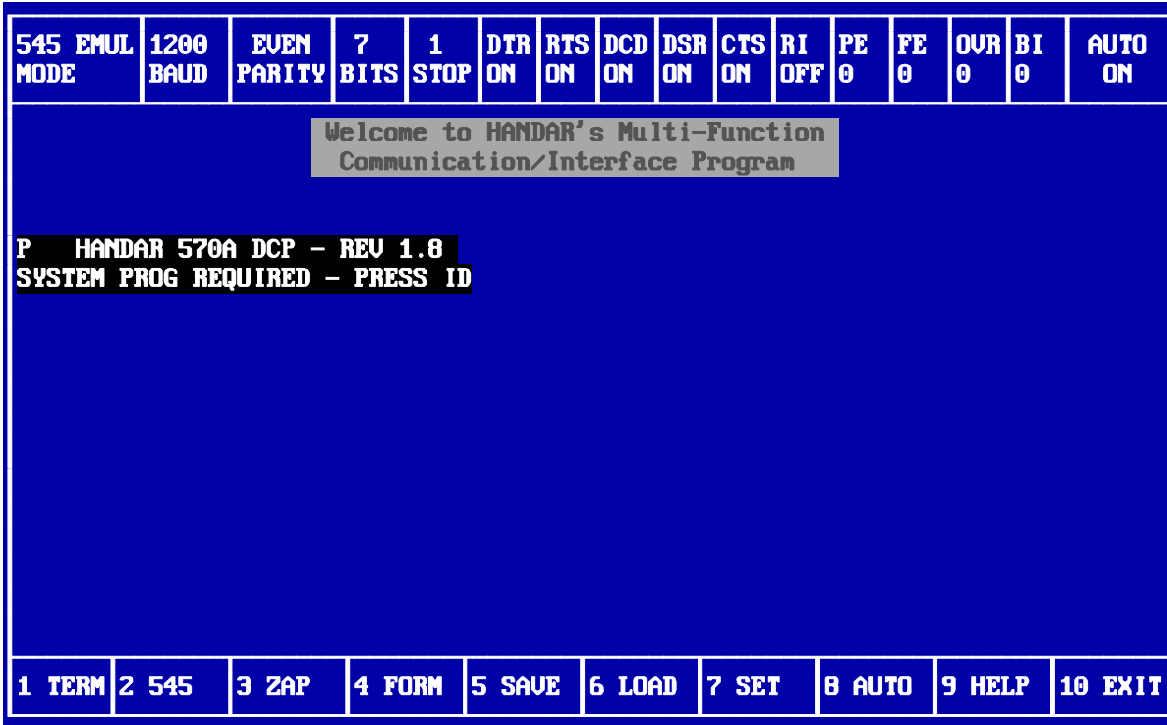 545 EMUL 1200 EVEN 7 1 DTR RTS DCD DSR CTS RI PE FE OVR BI AUTO
MODE BAUD PARITY BITS STOP ON ON ON ON ON OFF 0 0 0 0 ON
Welcome to HANDAR's Multi-Function
Communication/Interface Program
P HANDAR 570A DCP - REV 1.8
SYSTEM PROG REQUIRED - PRESS ID
1 TERM 2 545 3 ZAP 4 FORM 5 SAVE 6 LOAD 7 SET 8 AUTO 9 HELP 10 EXIT